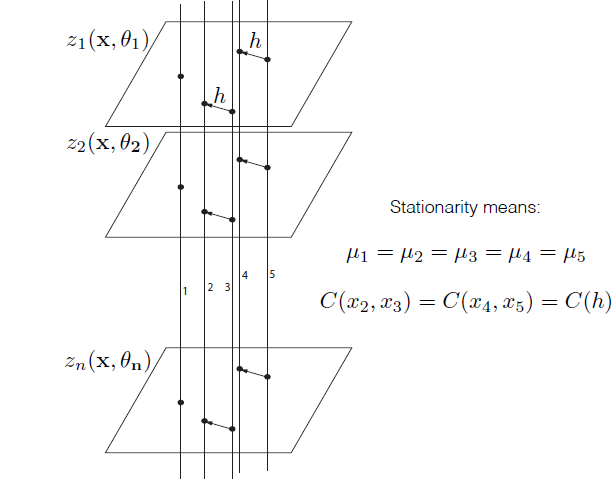 z₁(x, θ₁)
h
h
z₂(x, θ₂)
Stationarity means:
μ₁ = μ₂ = μ₃ = μ₄ = μ₅
1 2 3 4 5
C(x₂, x₃) = C(x₄, x₅) = C(h)
zₙ(x, θₙ)